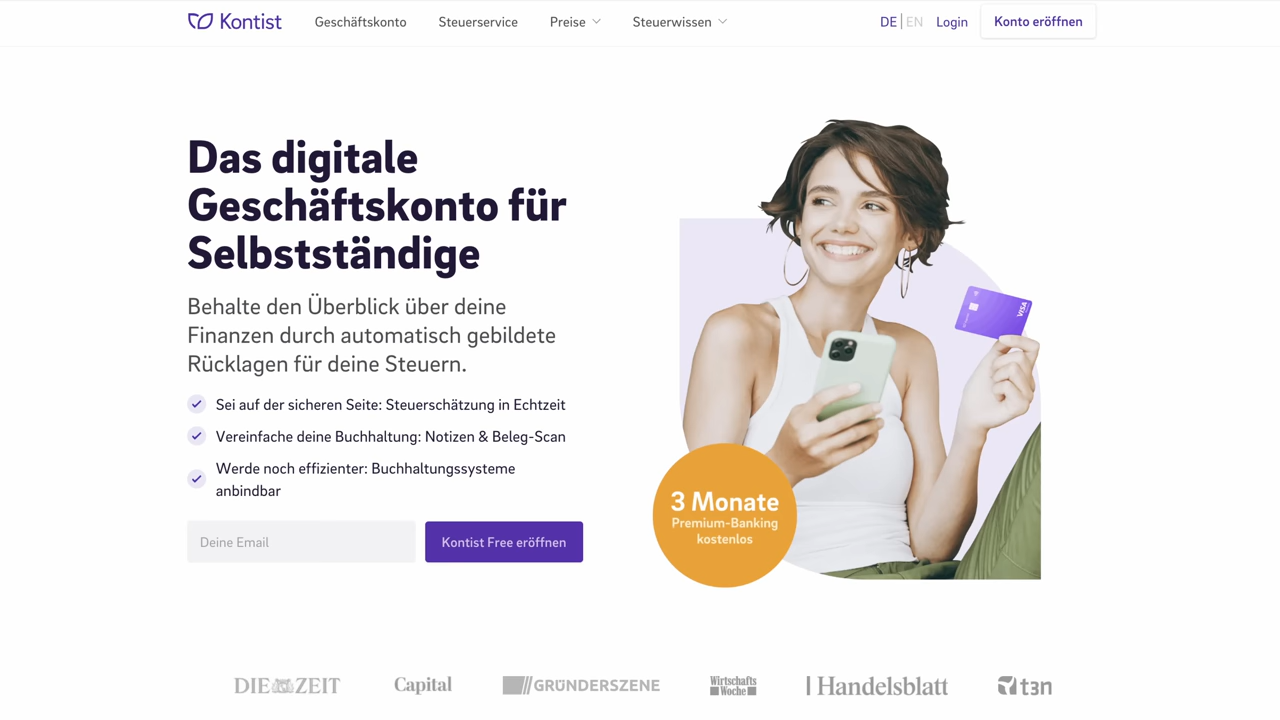 Kontist
Geschäftskonto
Steuerservice
Preise
Steuerwissen
DE | EN
Login
Konto eröffnen
Das digitale
Geschäftskonto für
Selbstständige
Behalte den Überblick über deine
Finanzen durch automatisch gebildete
Rücklagen für deine Steuern.
Sei auf der sicheren Seite: Steuerschätzung in Echtzeit
Vereinfache deine Buchhaltung: Notizen & Beleg-Scan
Werde noch effizienter: Buchhaltungssysteme
anbindbar
Deine Email
Kontist Free eröffnen
VISA
3 Monate
Premium-Banking
kostenlos
DIE ZEIT
Capital
GRÜNDERSZENE
Wirtschafts
Woche
Handelsblatt
t3n